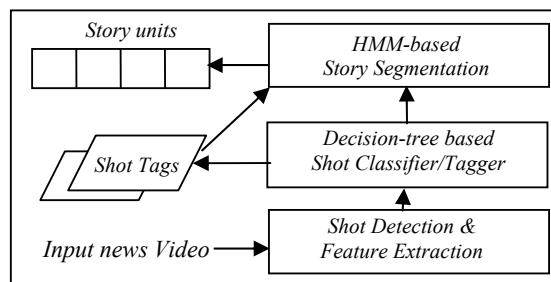 Story units
HMM-based
Story Segmentation
Shot Tags
Decision-tree based
Shot Classifier/Tagger
Input news Video
Shot Detection &
Feature Extraction